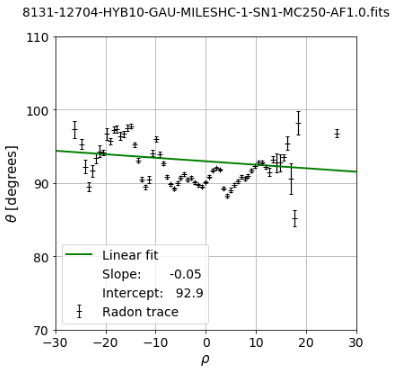 8131-12704-HYB10-GAU-MILESHC-1-SN1-MC250-AF1.0.fits
110
100
90
80
70
θ [degrees]
Linear fit
Slope: -0.05
Intercept: 92.9
Radon trace
−30 −20 −10 0 10 20 30
ρ